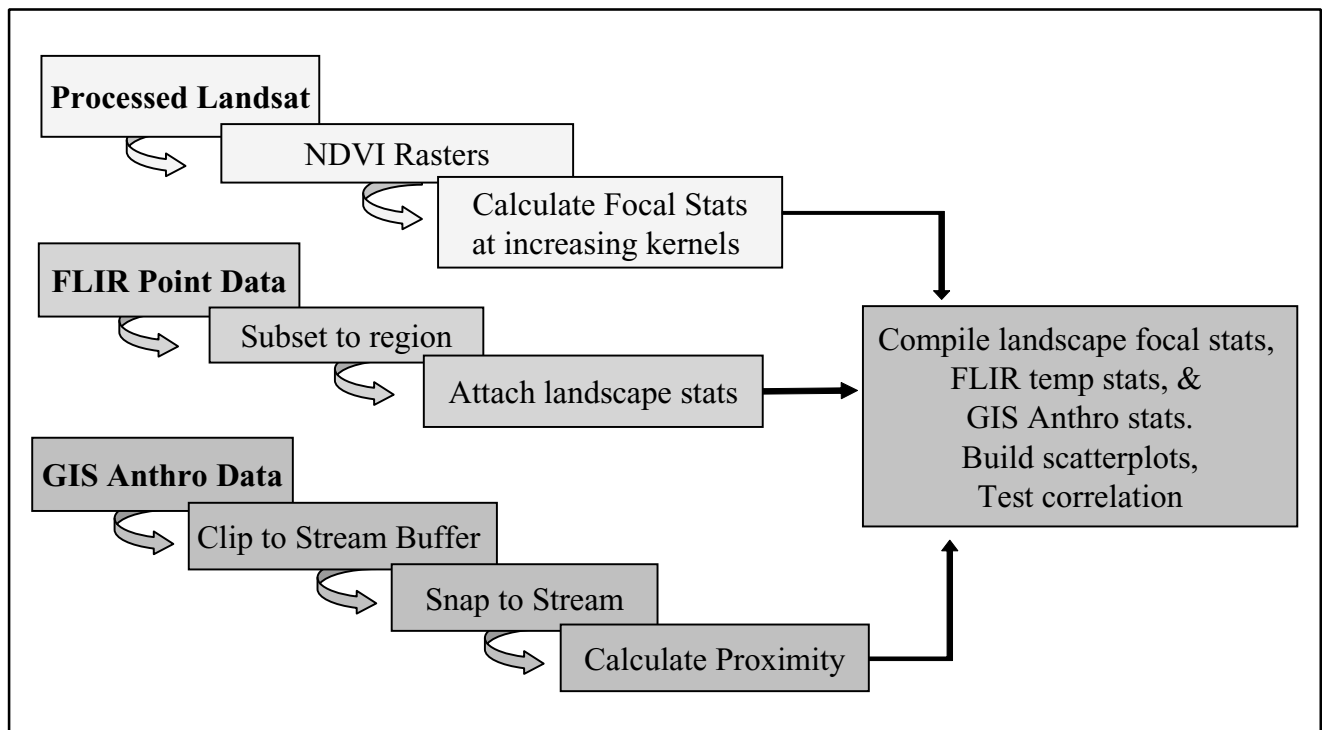 Processed Landsat
NDVI Rasters
Calculate Focal Stats
at increasing kernels
FLIR Point Data
Subset to region
Attach landscape stats
GIS Anthro Data
Clip to Stream Buffer
Snap to Stream
Calculate Proximity
Compile landscape focal stats,
FLIR temp stats, &
GIS Anthro stats.
Build scatterplots,
Test correlation